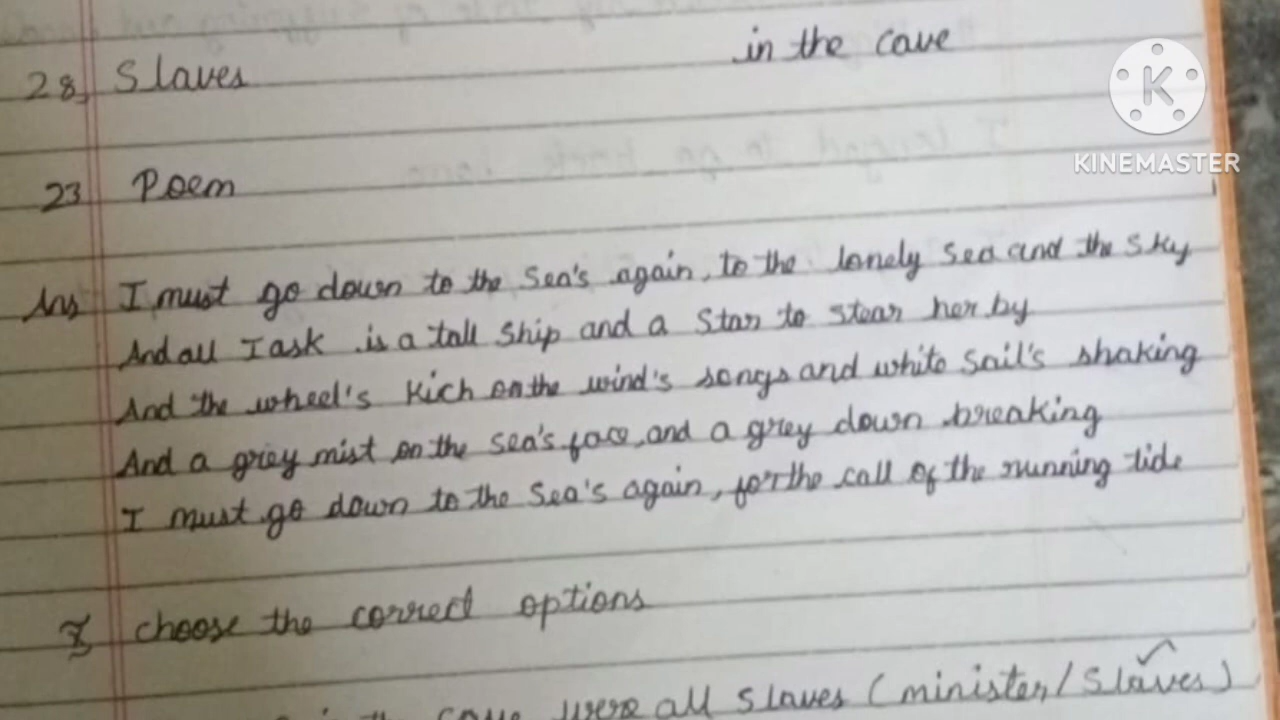 28, Slaves in the cave
K
KINEMASTER
23 Poem
Ans I must go down to the Sea's again, to the lonely Sea and the Sky
And all I ask is a tall Ship and a Star to stear her by
And the wheel's Kich on the wind's songs and white Sail's shaking
And a grey mist on the sea's face, and a grey down breaking
I must go down to the Sea's again, for the call of the running tide
choose the correct options
the cave were all slaves (minister/Slaves)